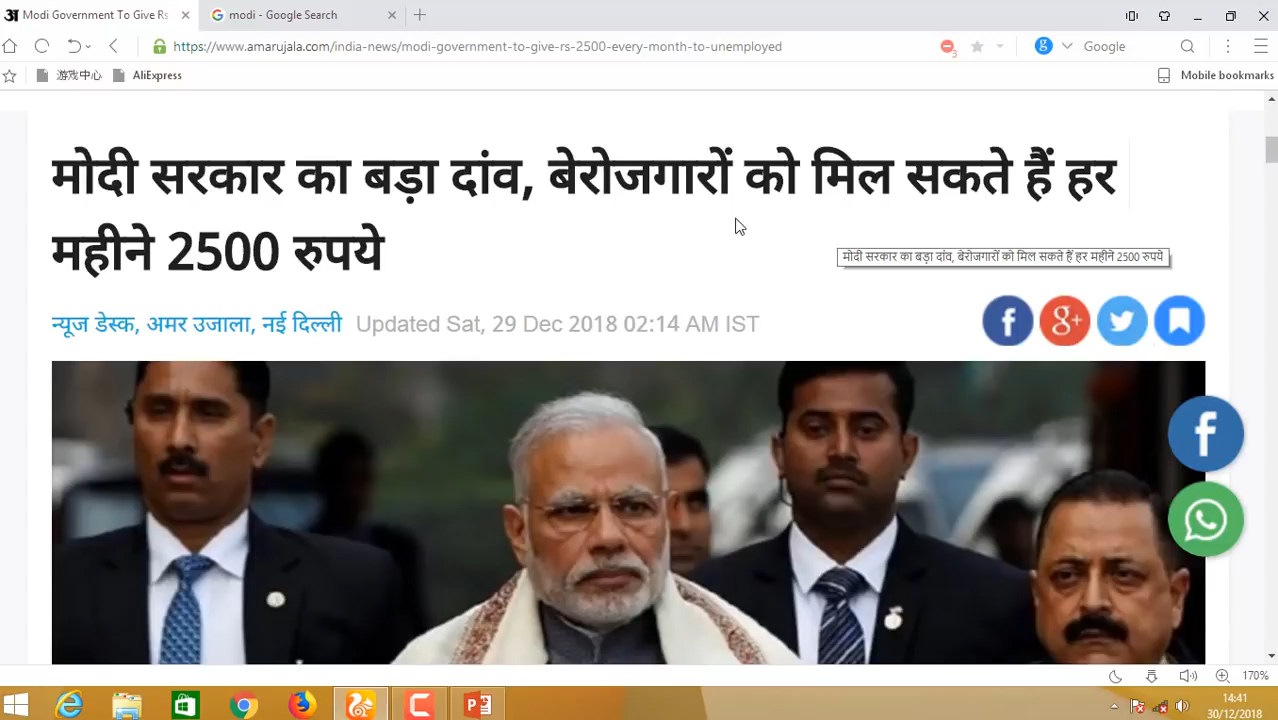 Modi Government To Give Rs
modi - Google Search
https://www.amarujala.com/india-news/modi-government-to-give-rs-2500-every-month-to-unemployed
3
g
Google
游戏中心
AliExpress
Mobile bookmarks
मोदी सरकार का बड़ा दांव, बेरोजगारों को मिल सकते हैं हर
महीने 2500 रुपये
मोदी सरकार का बड़ा दांव, बेरोजगारों को मिल सकते हैं हर महीने 2500 रुपये
न्यूज डेस्क, अमर उजाला, नई दिल्ली
Updated Sat, 29 Dec 2018 02:14 AM IST
170%
14:41
30/12/2018